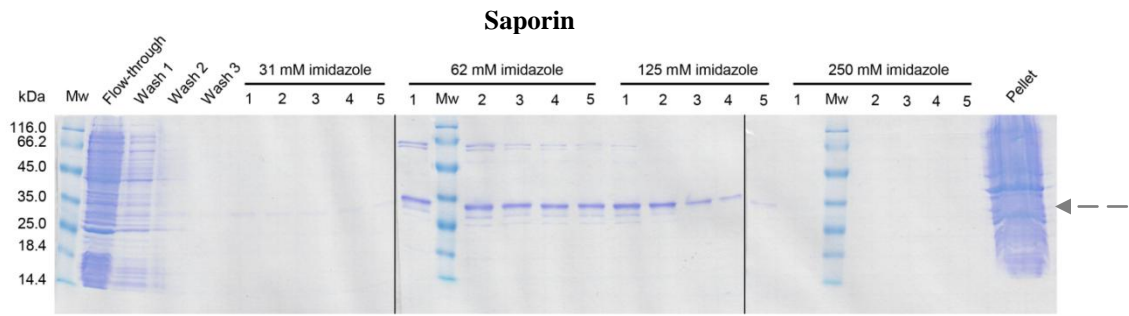 Saporin
31 mM imidazole 62 mM imidazole 125 mM imidazole 250 mM imidazole
kDa Mw Flow-through Wash 1 Wash 2 Wash 3 1 2 3 4 5 1 Mw 2 3 4 5 1 2 3 4 5 1 Mw 2 3 4 5 Pellet
116.0
66.2
45.0
35.0
25.0
18.4
14.4